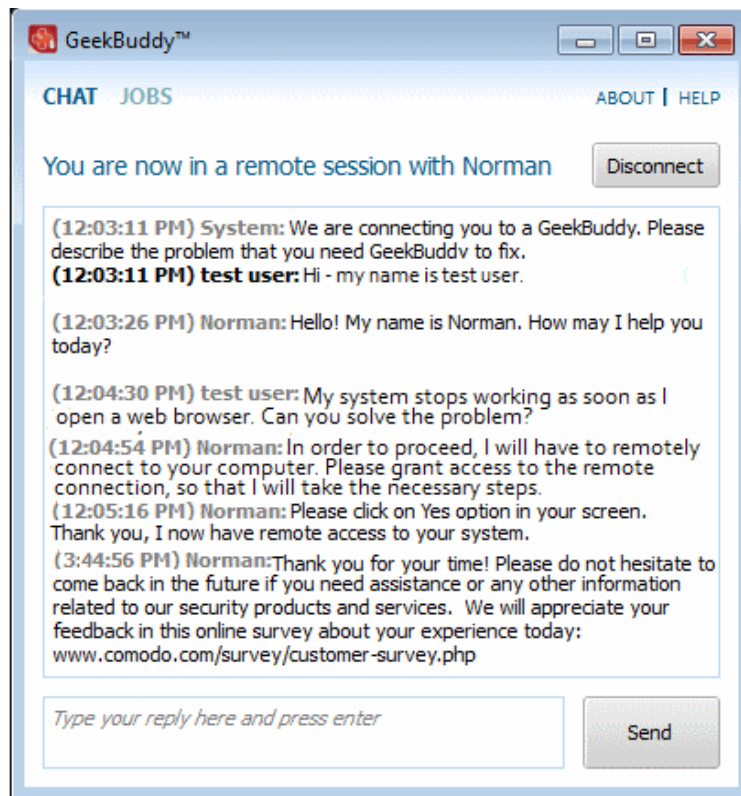 GeekBuddy™
CHAT JOBS
ABOUT | HELP
You are now in a remote session with Norman
Disconnect
(12:03:11 PM) System: We are connecting you to a GeekBuddy. Please
describe the problem that you need GeekBuddy to fix.
(12:03:11 PM) test user: Hi - my name is test user.
(12:03:26 PM) Norman: Hello! My name is Norman. How may I help you
today?
(12:04:30 PM) test user: My system stops working as soon as I
open a web browser. Can you solve the problem?
(12:04:54 PM) Norman: In order to proceed, I will have to remotely
connect to your computer. Please grant access to the remote
connection, so that I will take the necessary steps.
(12:05:16 PM) Norman: Please click on Yes option in your screen.
Thank you, I now have remote access to your system.
(3:44:56 PM) Norman:Thank you for your time! Please do not hesitate to
come back in the future if you need assistance or any other information
related to our security products and services. We will appreciate your
feedback in this online survey about your experience today:
www.comodo.com/survey/customer-survey.php
Type your reply here and press enter
Send